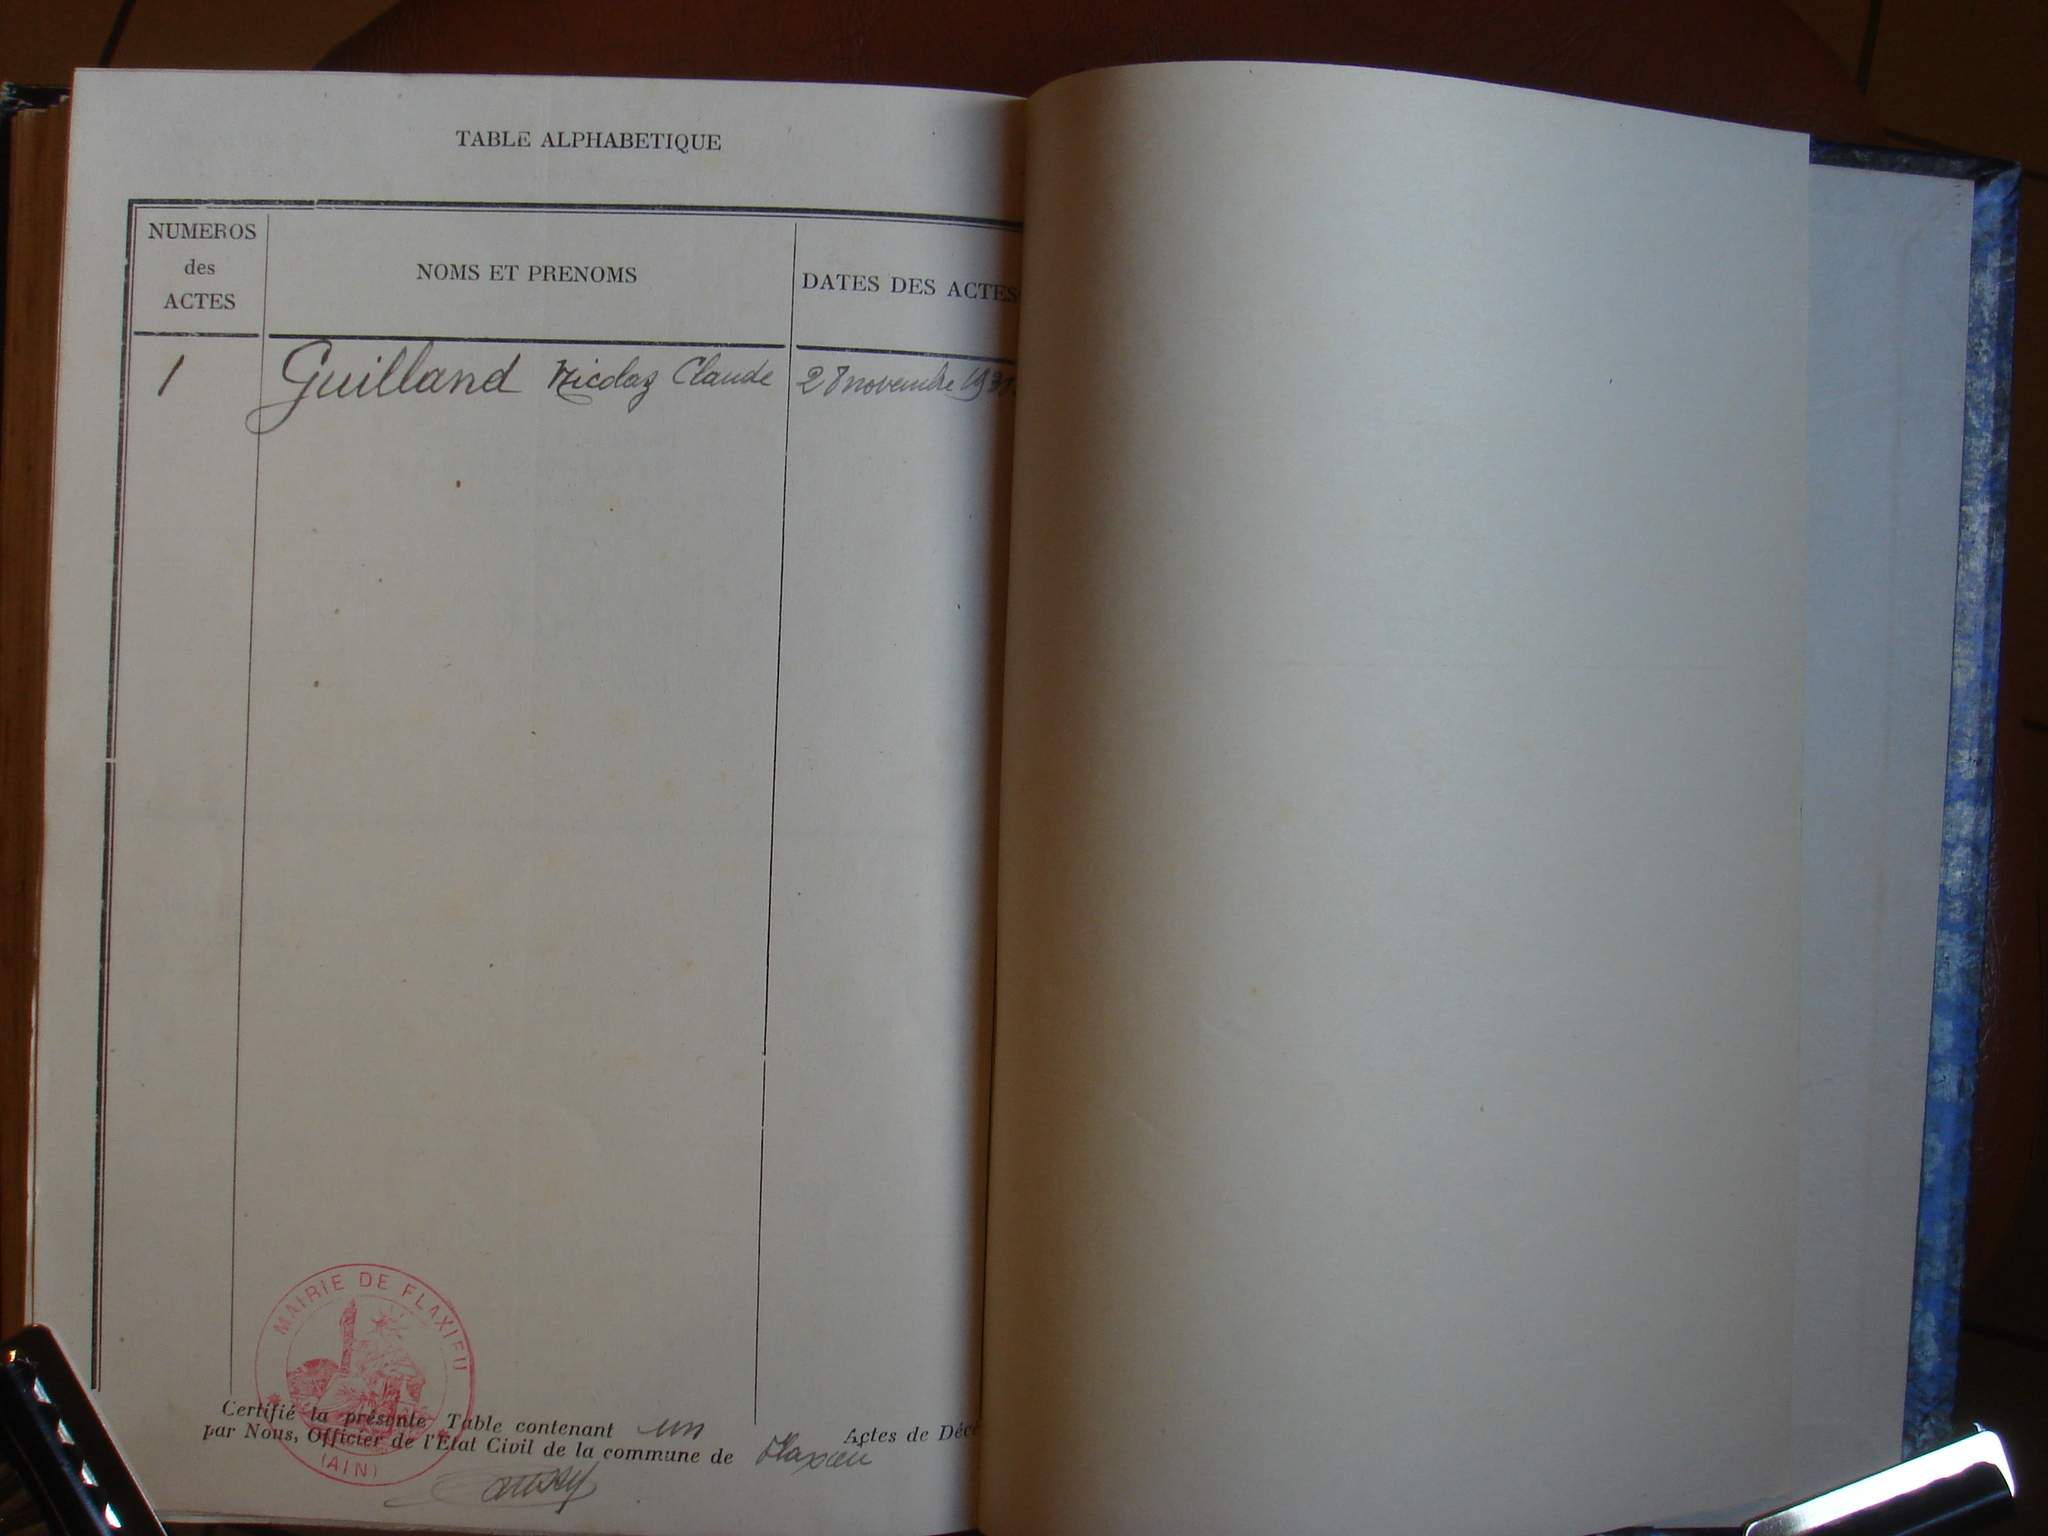 TABLE ALPHABETIQUE
NUMEROS
des
ACTES
NOMS ET PRENOMS
DATES DES ACTES
1 Guilland Nicolas Claude 28 novembre
MAIRIE DE FLAXIEU
(AIN)
Certifié la présente Table contenant un Actes de Décè
par Nous, Officier de l'Etat Civil de la commune de Flaxieu